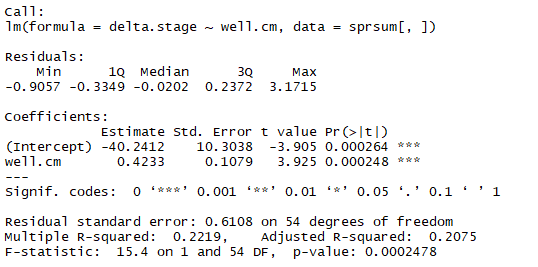 Call:
lm(formula = delta.stage ~ well.cm, data = sprsum[, ])
Residuals:
Min 1Q Median 3Q Max
-0.9057 -0.3349 -0.0202 0.2372 3.1715
Coefficients:
Estimate Std. Error t value Pr(>|t|)
(Intercept) -40.2412 10.3038 -3.905 0.000264 ***
well.cm 0.4233 0.1079 3.925 0.000248 ***
---
Signif. codes: 0 ‘***’ 0.001 ‘**’ 0.01 ‘*’ 0.05 ‘.’ 0.1 ‘ ’ 1
Residual standard error: 0.6108 on 54 degrees of freedom
Multiple R-squared: 0.2219, Adjusted R-squared: 0.2075
F-statistic: 15.4 on 1 and 54 DF, p-value: 0.0002478